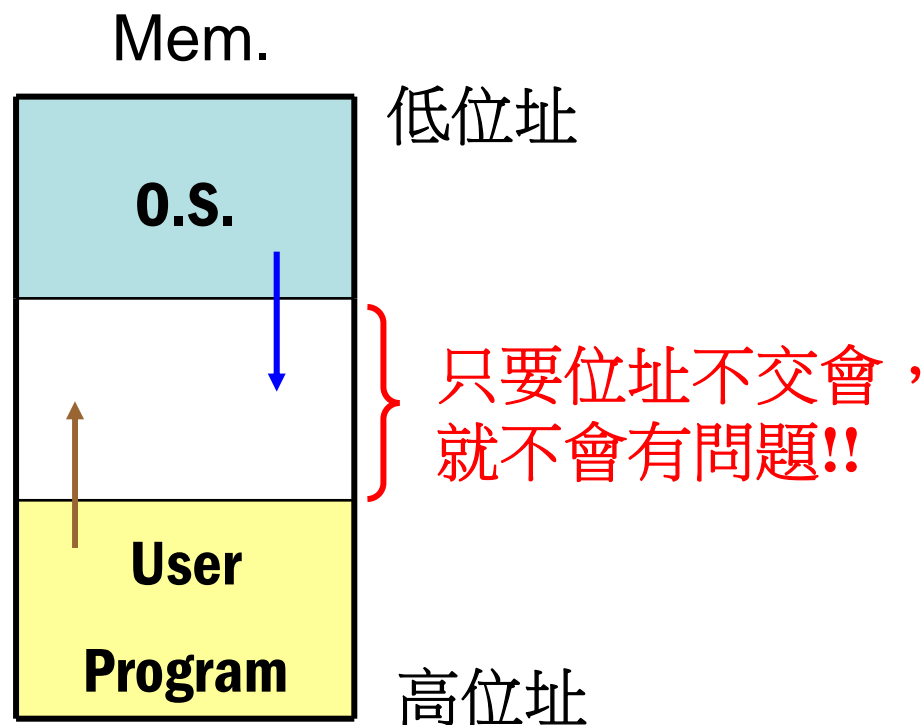 Mem.
低位址
O.S.
只要位址不交會，
就不會有問題!!
User
Program
高位址